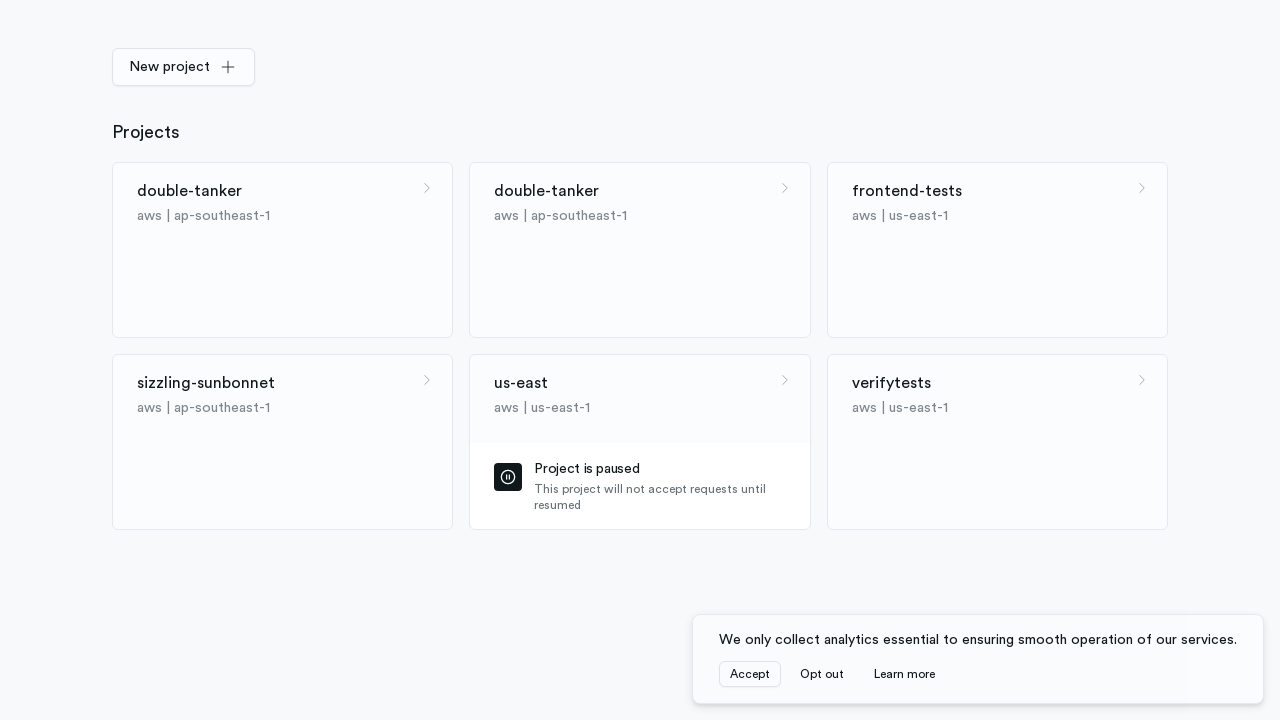 New project
Projects
double-tanker
aws | ap-southeast-1
double-tanker
aws | ap-southeast-1
frontend-tests
aws | us-east-1
sizzling-sunbonnet
aws | ap-southeast-1
us-east
aws | us-east-1
Project is paused
This project will not accept requests until
resumed
verifytests
aws | us-east-1
We only collect analytics essential to ensuring smooth operation of our services.
Accept
Opt out
Learn more